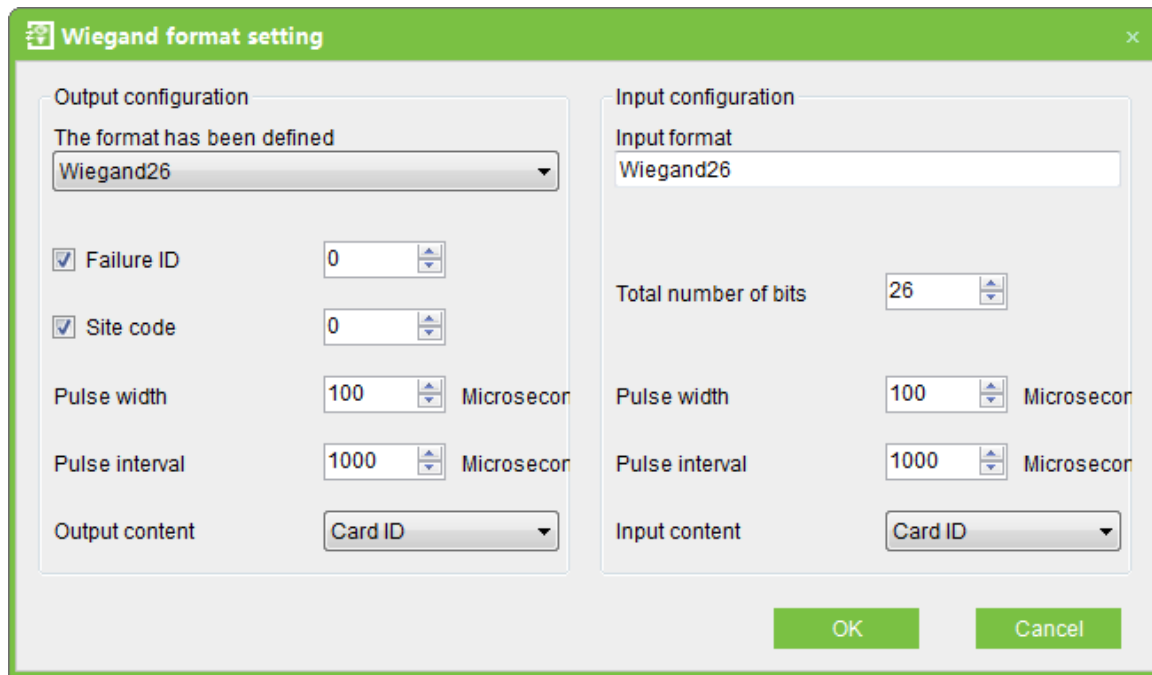 Wiegand format setting
Output configuration
The format has been defined
Wiegand26
Failure ID 0
Site code 0
Pulse width 100 Microsecon
Pulse interval 1000 Microsecon
Output content Card ID
Input configuration
Input format
Wiegand26
Total number of bits 26
Pulse width 100 Microsecon
Pulse interval 1000 Microsecon
Input content Card ID
OK Cancel